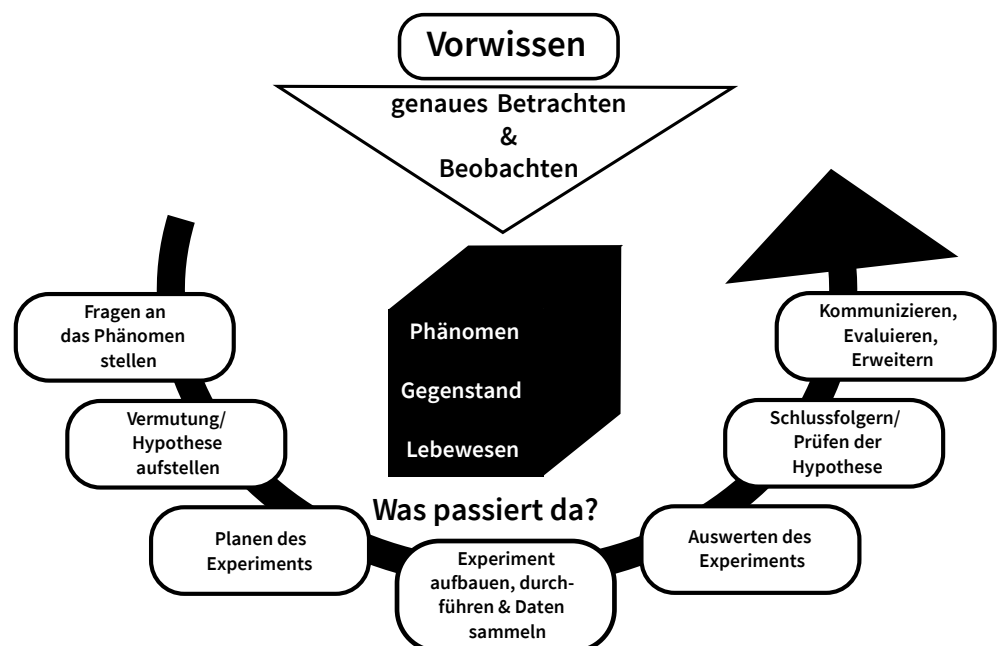 Vorwissen
genaues Betrachten
&
Beobachten
Phänomen
Gegenstand
Lebewesen
Was passiert da?
Fragen an
das Phänomen
stellen
Vermutung/
Hypothese
aufstellen
Planen des
Experiments
Experiment
aufbauen, durch-
führen & Daten
sammeln
Auswerten des
Experiments
Schlussfolgern/
Prüfen der
Hypothese
Kommunizieren,
Evaluieren,
Erweitern